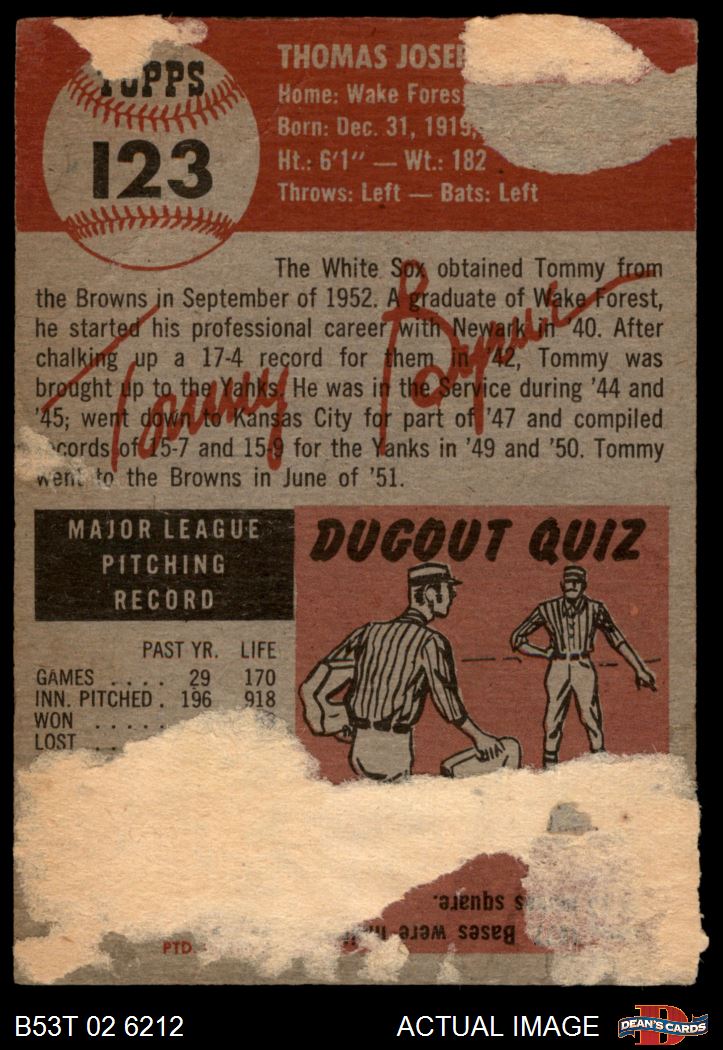 TOPPS
123
THOMAS
Home: Wake
Born: Dec. 31, 1919,
Ht.: 6'1" — Wt.: 182
Throws: Left — Bats: Left
The White Sox obtained Tommy from
the Browns in September of 1952. A graduate of Wake Forest,
he started his professional career with Newark in '40. After
chalking up a 17-4 record for them in '42, Tommy was
brought up to the Yanks. He was in the Service during '44 and
'45; went down to Kansas City for part of '47 and compiled
records of 15-7 and 15-9 for the Yanks in '49 and '50. Tommy
went to the Browns in June of '51.
Tommy Byrne
MAJOR LEAGUE
PITCHING
RECORD
PAST YR. LIFE
GAMES .... 29 170
INN. PITCHED . 196 918
WON ......
LOST ..
DUGOUT QUIZ
Bases were
square.
PTD.
B53T 02 6212
ACTUAL IMAGE
D
DEAN'S CARDS